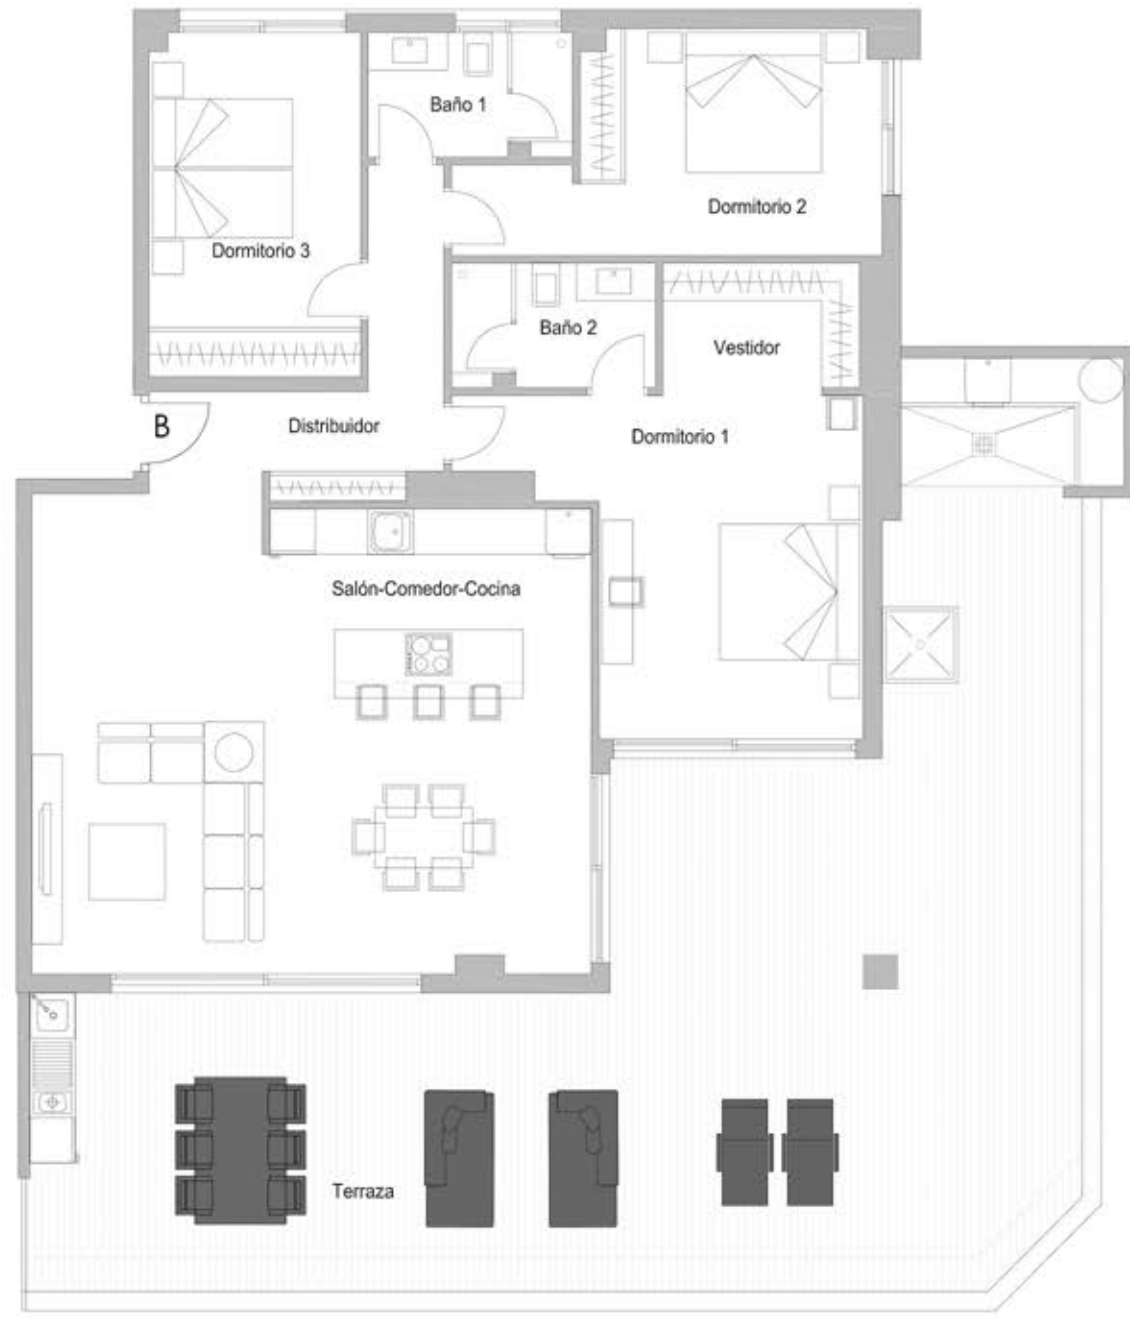 Baño 1
Dormitorio 2
Dormitorio 3
Baño 2
Vestidor
B
Distribuidor
Dormitorio 1
Salón-Comedor-Cocina
Terraza